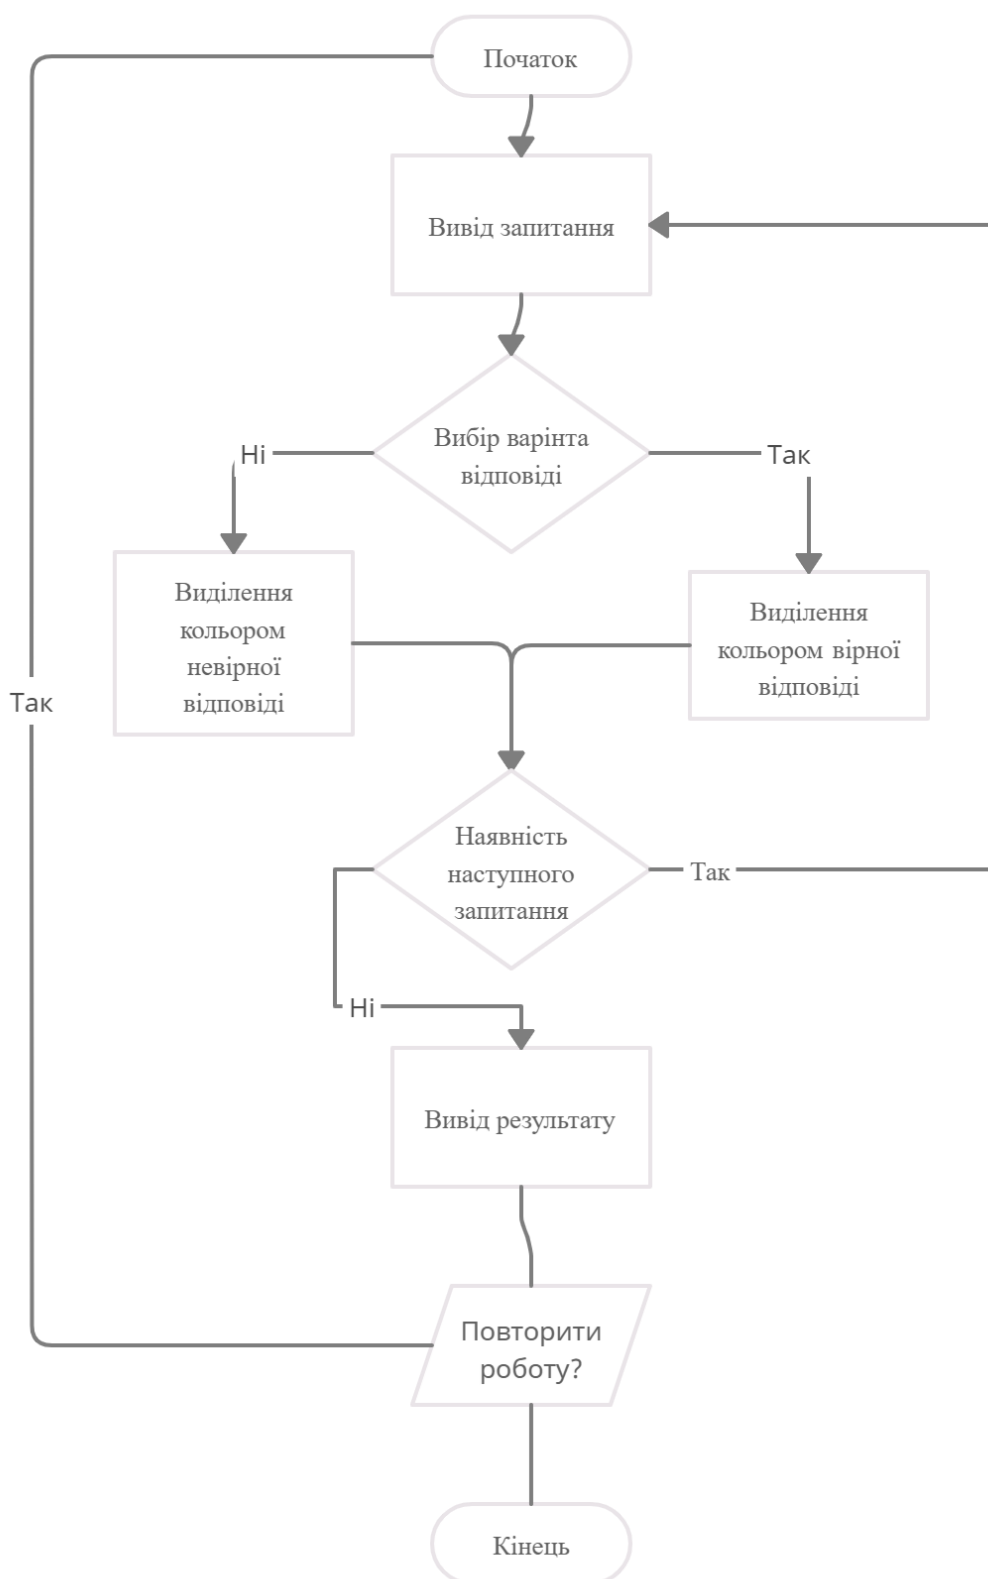 Початок
Вивід запитання
Вибір варінта
відповіді
Ні
Так
Виділення
кольором
невірної
відповіді
Виділення
кольором вірної
відповіді
Так
Наявність
наступного
запитання
Так
Ні
Вивід результату
Повторити
роботу?
Кінець